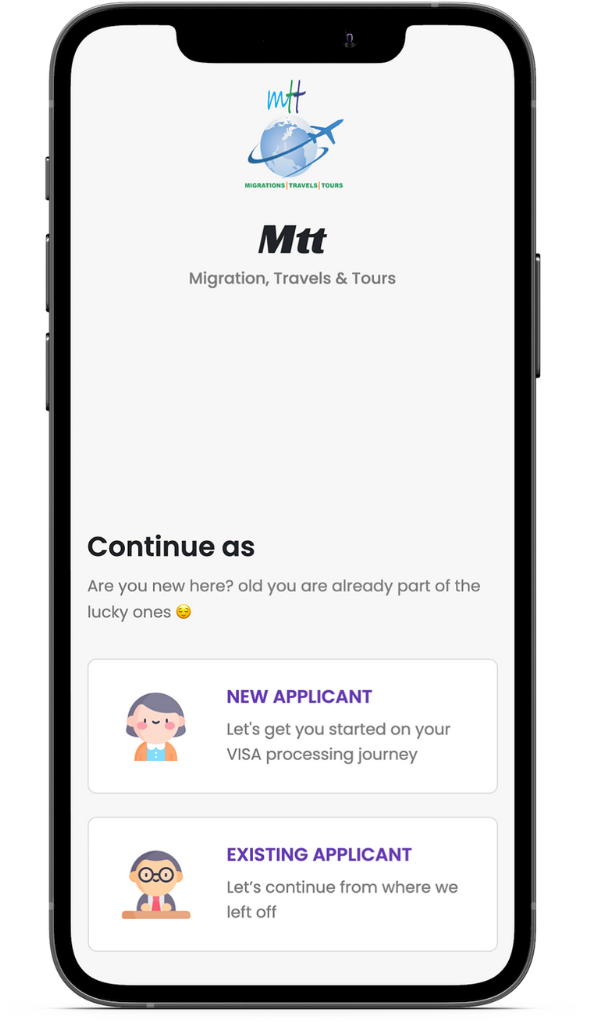 mtt
MIGRATIONS | TRAVELS | TOURS
Mtt
Migration, Travels & Tours
Continue as
Are you new here? old you are already part of the
lucky ones 😌
NEW APPLICANT
Let's get you started on your
VISA processing journey
EXISTING APPLICANT
Let’s continue from where we
left off